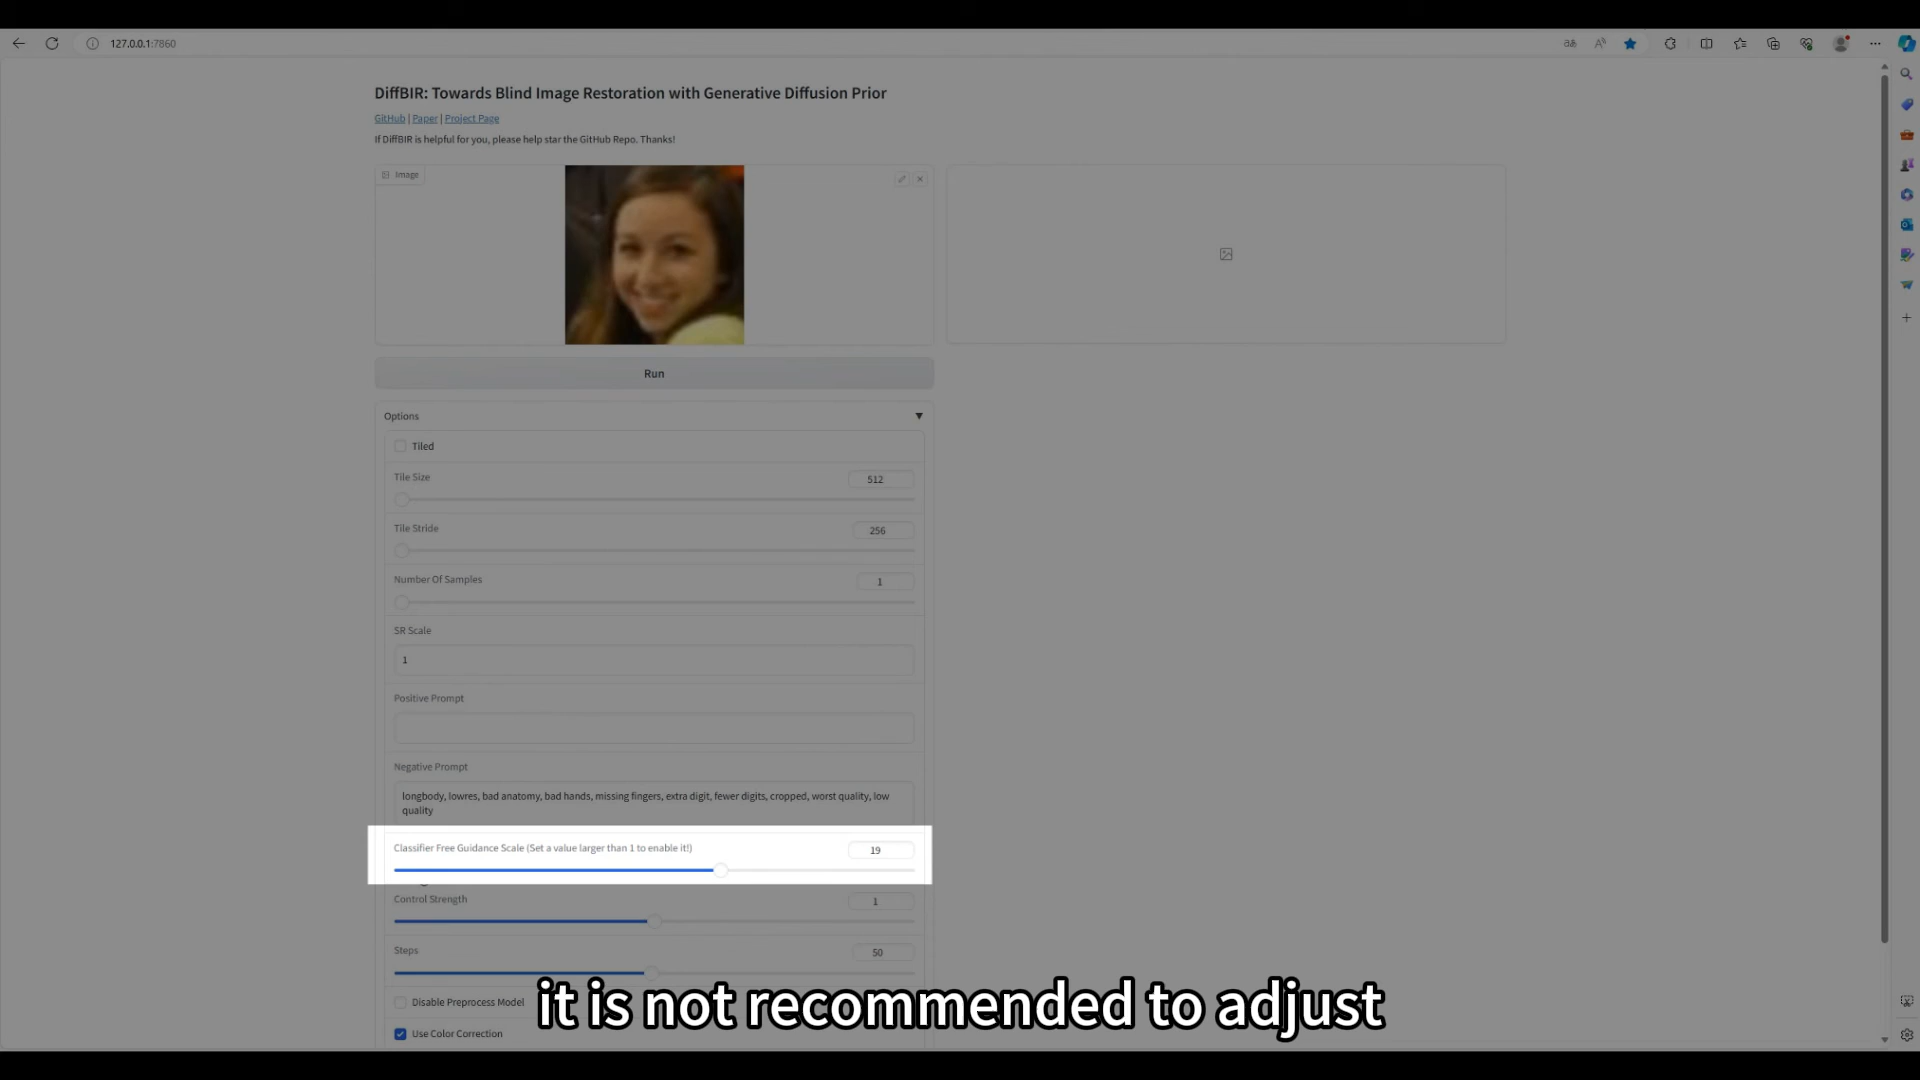 127.0.0.1:7860
DiffBIR: Towards Blind Image Restoration with Generative Diffusion Prior
GitHub | Paper | Project Page
If DiffBIR is helpful for you, please help star the GitHub Repo. Thanks!
Image
Run
Options
Tiled
Tile Size
512
Tile Stride
256
Number Of Samples
1
SR Scale
1
Positive Prompt
Negative Prompt
longbody, lowres, bad anatomy, bad hands, missing fingers, extra digit, fewer digits, cropped, worst quality, low
quality
Classifier Free Guidance Scale (Set a value larger than 1 to enable it!)
19
Control Strength
1
Steps
50
Disable Preprocess Model
it is not recommended to adjust
Use Color Correction